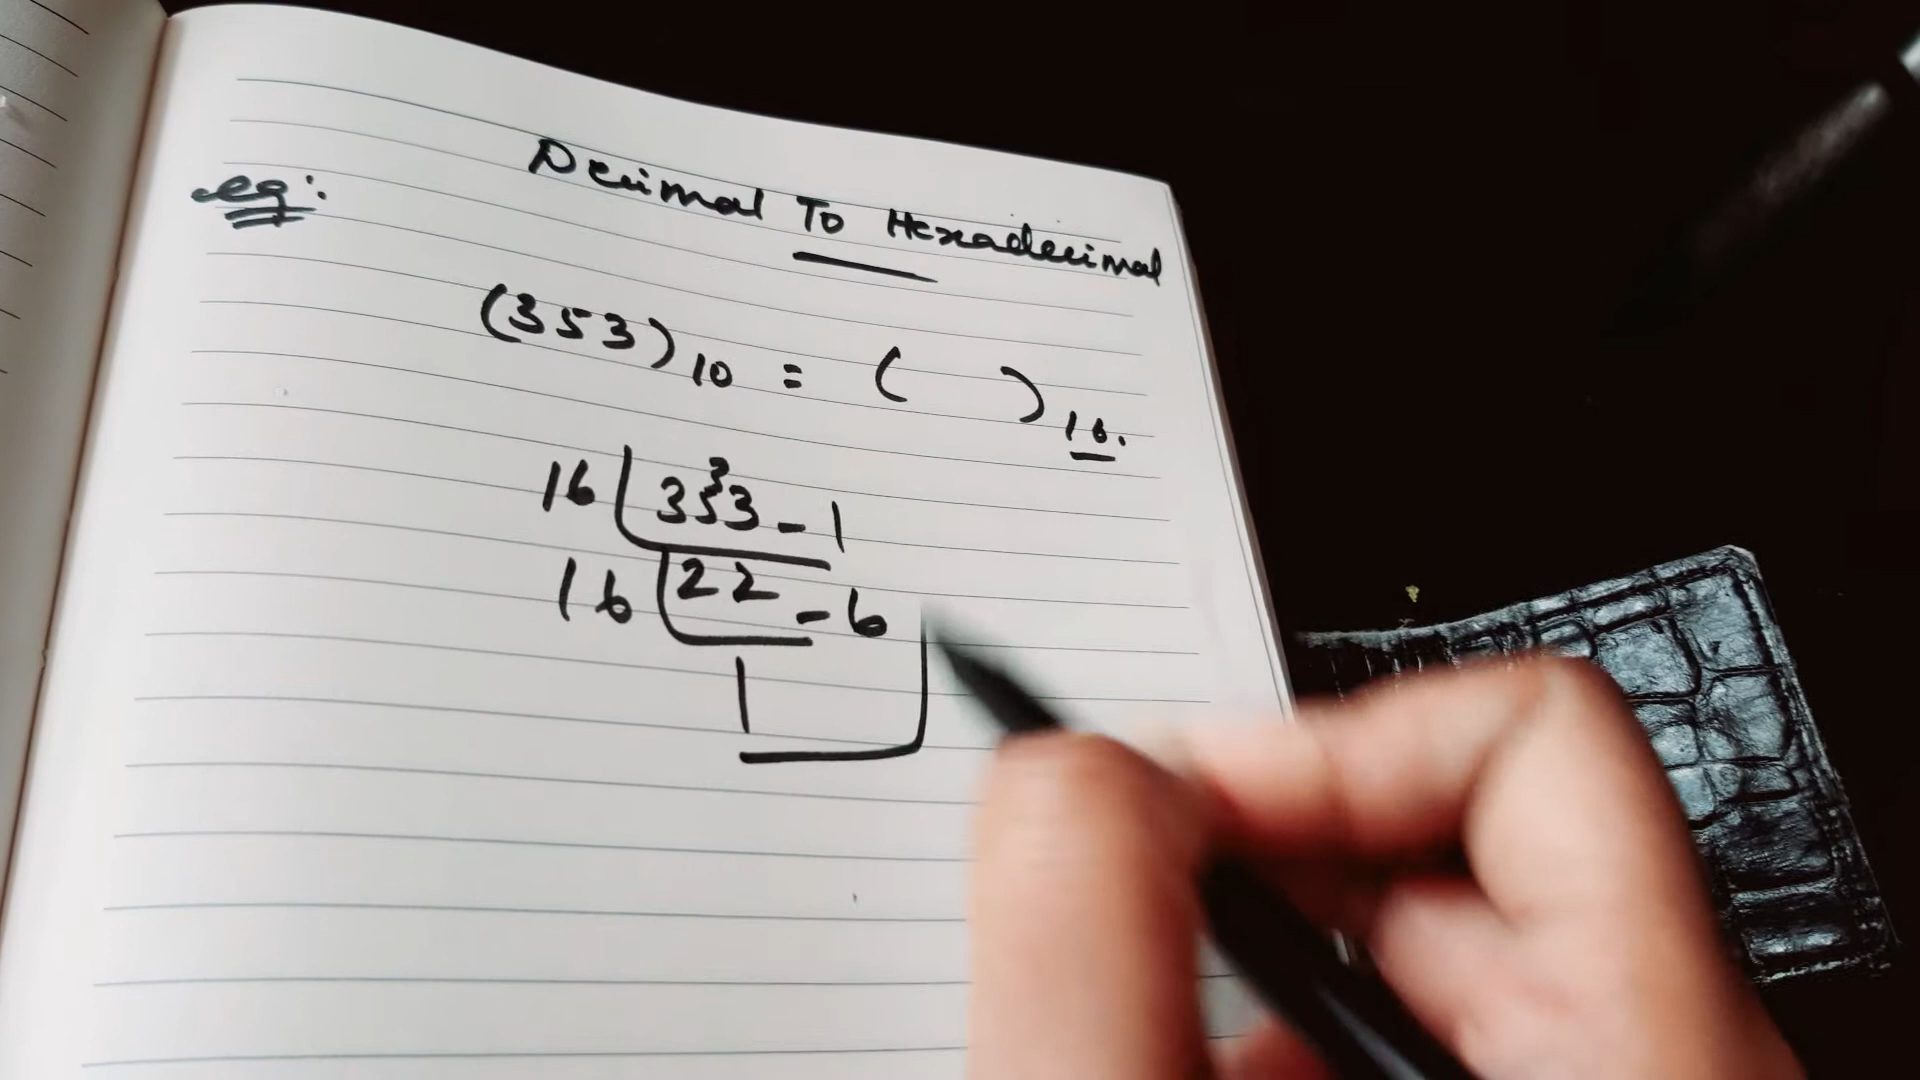 Decimal To Hexadecimal
eg:
(353)10 = ( )16.
16 353 - 1
16 22 - 6
1